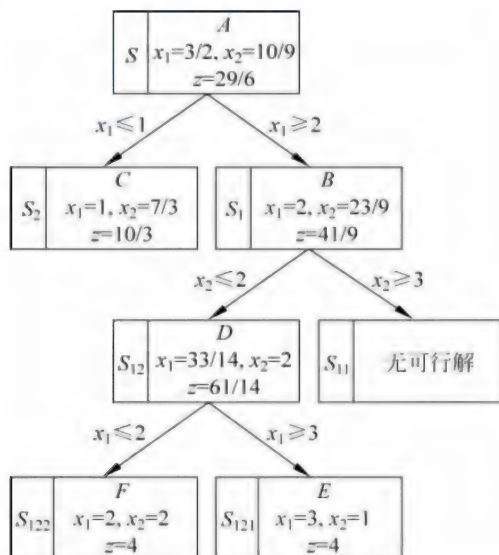 A
S
x₁=3/2, x₂=10/9
z=29/6
x₁≤1
x₁≥2
C
S₂
x₁=1, x₂=7/3
z=10/3
B
S₁
x₁=2, x₂=23/9
z=41/9
x₂≤2
x₂≥3
D
S₁₂
x₁=33/14, x₂=2
z=61/14
S₁₁
无可行解
x₁≤2
x₁≥3
F
S₁₂₂
x₁=2, x₂=2
z=4
E
S₁₂₁
x₁=3, x₂=1
z=4